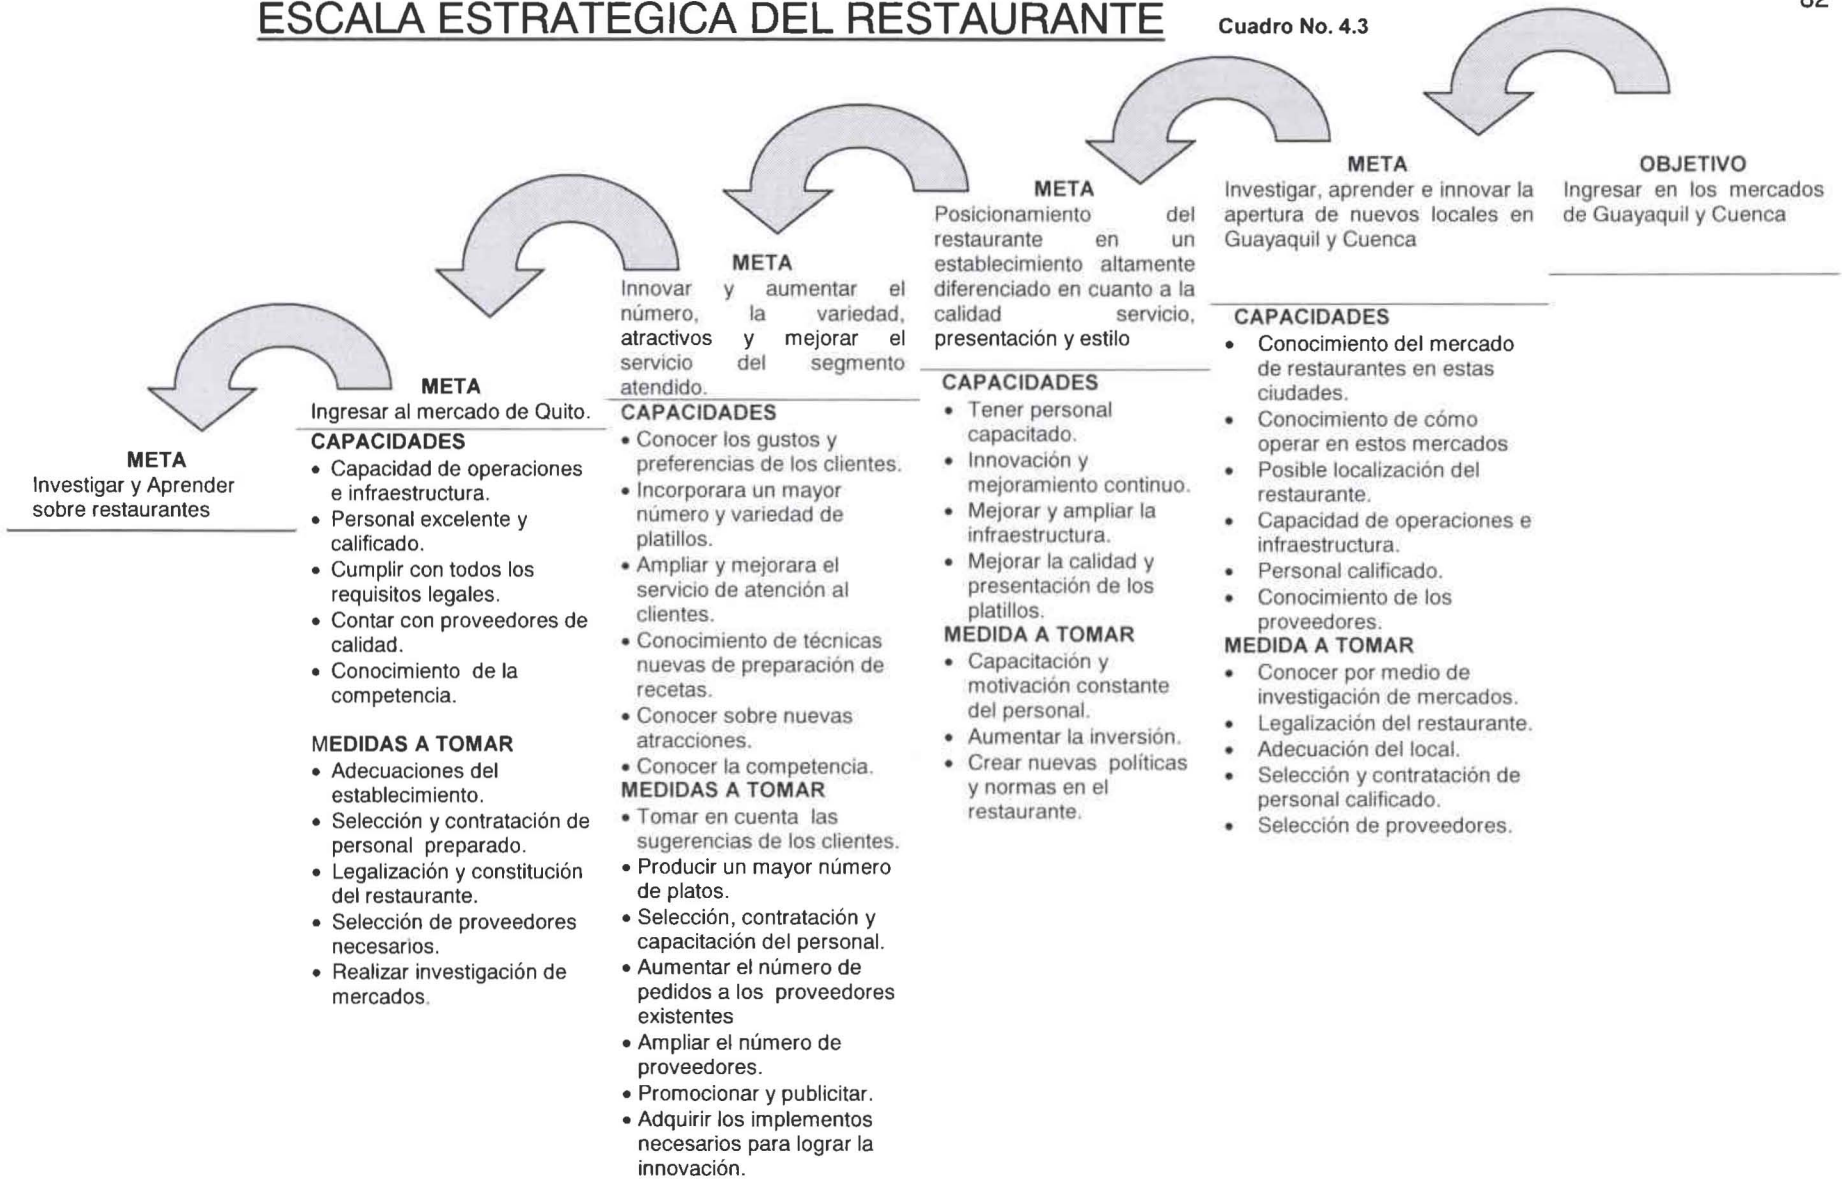 ESCALA ESTRATEGICA DEL RESTAURANTE
Cuadro No. 4.3
META
Investigar y Aprender
sobre restaurantes
META
Ingresar al mercado de Quito.
CAPACIDADES
• Capacidad de operaciones
e infraestructura.
• Personal excelente y
calificado.
• Cumplir con todos los
requisitos legales.
• Contar con proveedores de
calidad.
• Conocimiento de la
competencia.
MEDIDAS A TOMAR
• Adecuaciones del
establecimiento.
• Selección y contratación de
personal preparado.
• Legalización y constitución
del restaurante.
• Selección de proveedores
necesarios.
• Realizar investigación de
mercados.
META
Innovar y aumentar el
número, la variedad,
atractivos y mejorar el
servicio del segmento
atendido.
CAPACIDADES
• Conocer los gustos y
preferencias de los clientes.
• Incorporara un mayor
número y variedad de
platillos.
• Ampliar y mejorara el
servicio de atención al
clientes.
• Conocimiento de técnicas
nuevas de preparación de
recetas.
• Conocer sobre nuevas
atracciones.
• Conocer la competencia.
MEDIDAS A TOMAR
• Tomar en cuenta las
sugerencias de los clientes.
• Producir un mayor número
de platos.
• Selección, contratación y
capacitación del personal.
• Aumentar el número de
pedidos a los proveedores
existentes
• Ampliar el número de
proveedores.
• Promocionar y publicitar.
• Adquirir los implementos
necesarios para lograr la
innovación.
META
Posicionamiento del
restaurante en un
establecimiento altamente
diferenciado en cuanto a la
calidad servicio,
presentación y estilo
CAPACIDADES
• Tener personal
capacitado.
• Innovación y
mejoramiento continuo.
• Mejorar y ampliar la
infraestructura.
• Mejorar la calidad y
presentación de los
platillos.
MEDIDA A TOMAR
• Capacitación y
motivación constante
del personal.
• Aumentar la inversión.
• Crear nuevas políticas
y normas en el
restaurante.
META
Investigar, aprender e innovar la
apertura de nuevos locales en
Guayaquil y Cuenca
CAPACIDADES
• Conocimiento del mercado
de restaurantes en estas
ciudades.
• Conocimiento de cómo
operar en estos mercados
• Posible localización del
restaurante.
• Capacidad de operaciones e
infraestructura.
• Personal calificado.
• Conocimiento de los
proveedores.
MEDIDA A TOMAR
• Conocer por medio de
investigación de mercados.
• Legalización del restaurante.
• Adecuación del local.
• Selección y contratación de
personal calificado.
• Selección de proveedores.
OBJETIVO
Ingresar en los mercados
de Guayaquil y Cuenca